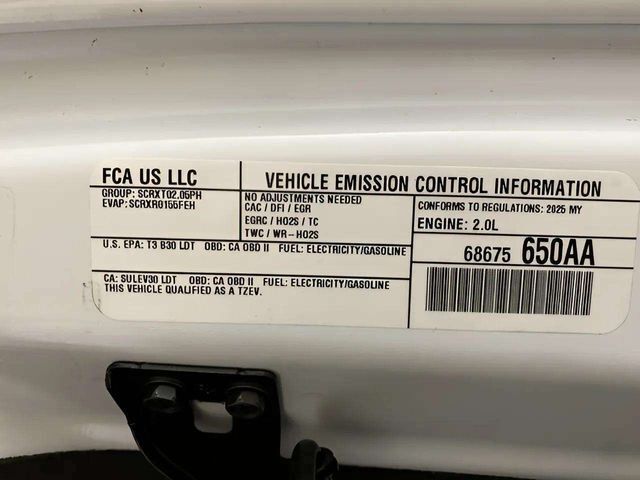 FCA US LLC
GROUP: SCRXT02.05PH
EVAP: SCRXR0155FEH
VEHICLE EMISSION CONTROL INFORMATION
NO ADJUSTMENTS NEEDED
CAC / DFI / EGR
EGRC / HO2S / TC
TWC / WR-HO2S
CONFORMS TO REGULATIONS: 2025 MY
ENGINE: 2.0L
U.S. EPA: T3 B30 LDT OBD: CA OBD II FUEL: ELECTRICITY/GASOLINE
68675 650AA
CA: SULEV30 LDT OBD: CA OBD II FUEL: ELECTRICITY/GASOLINE
THIS VEHICLE QUALIFIED AS A TZEV.